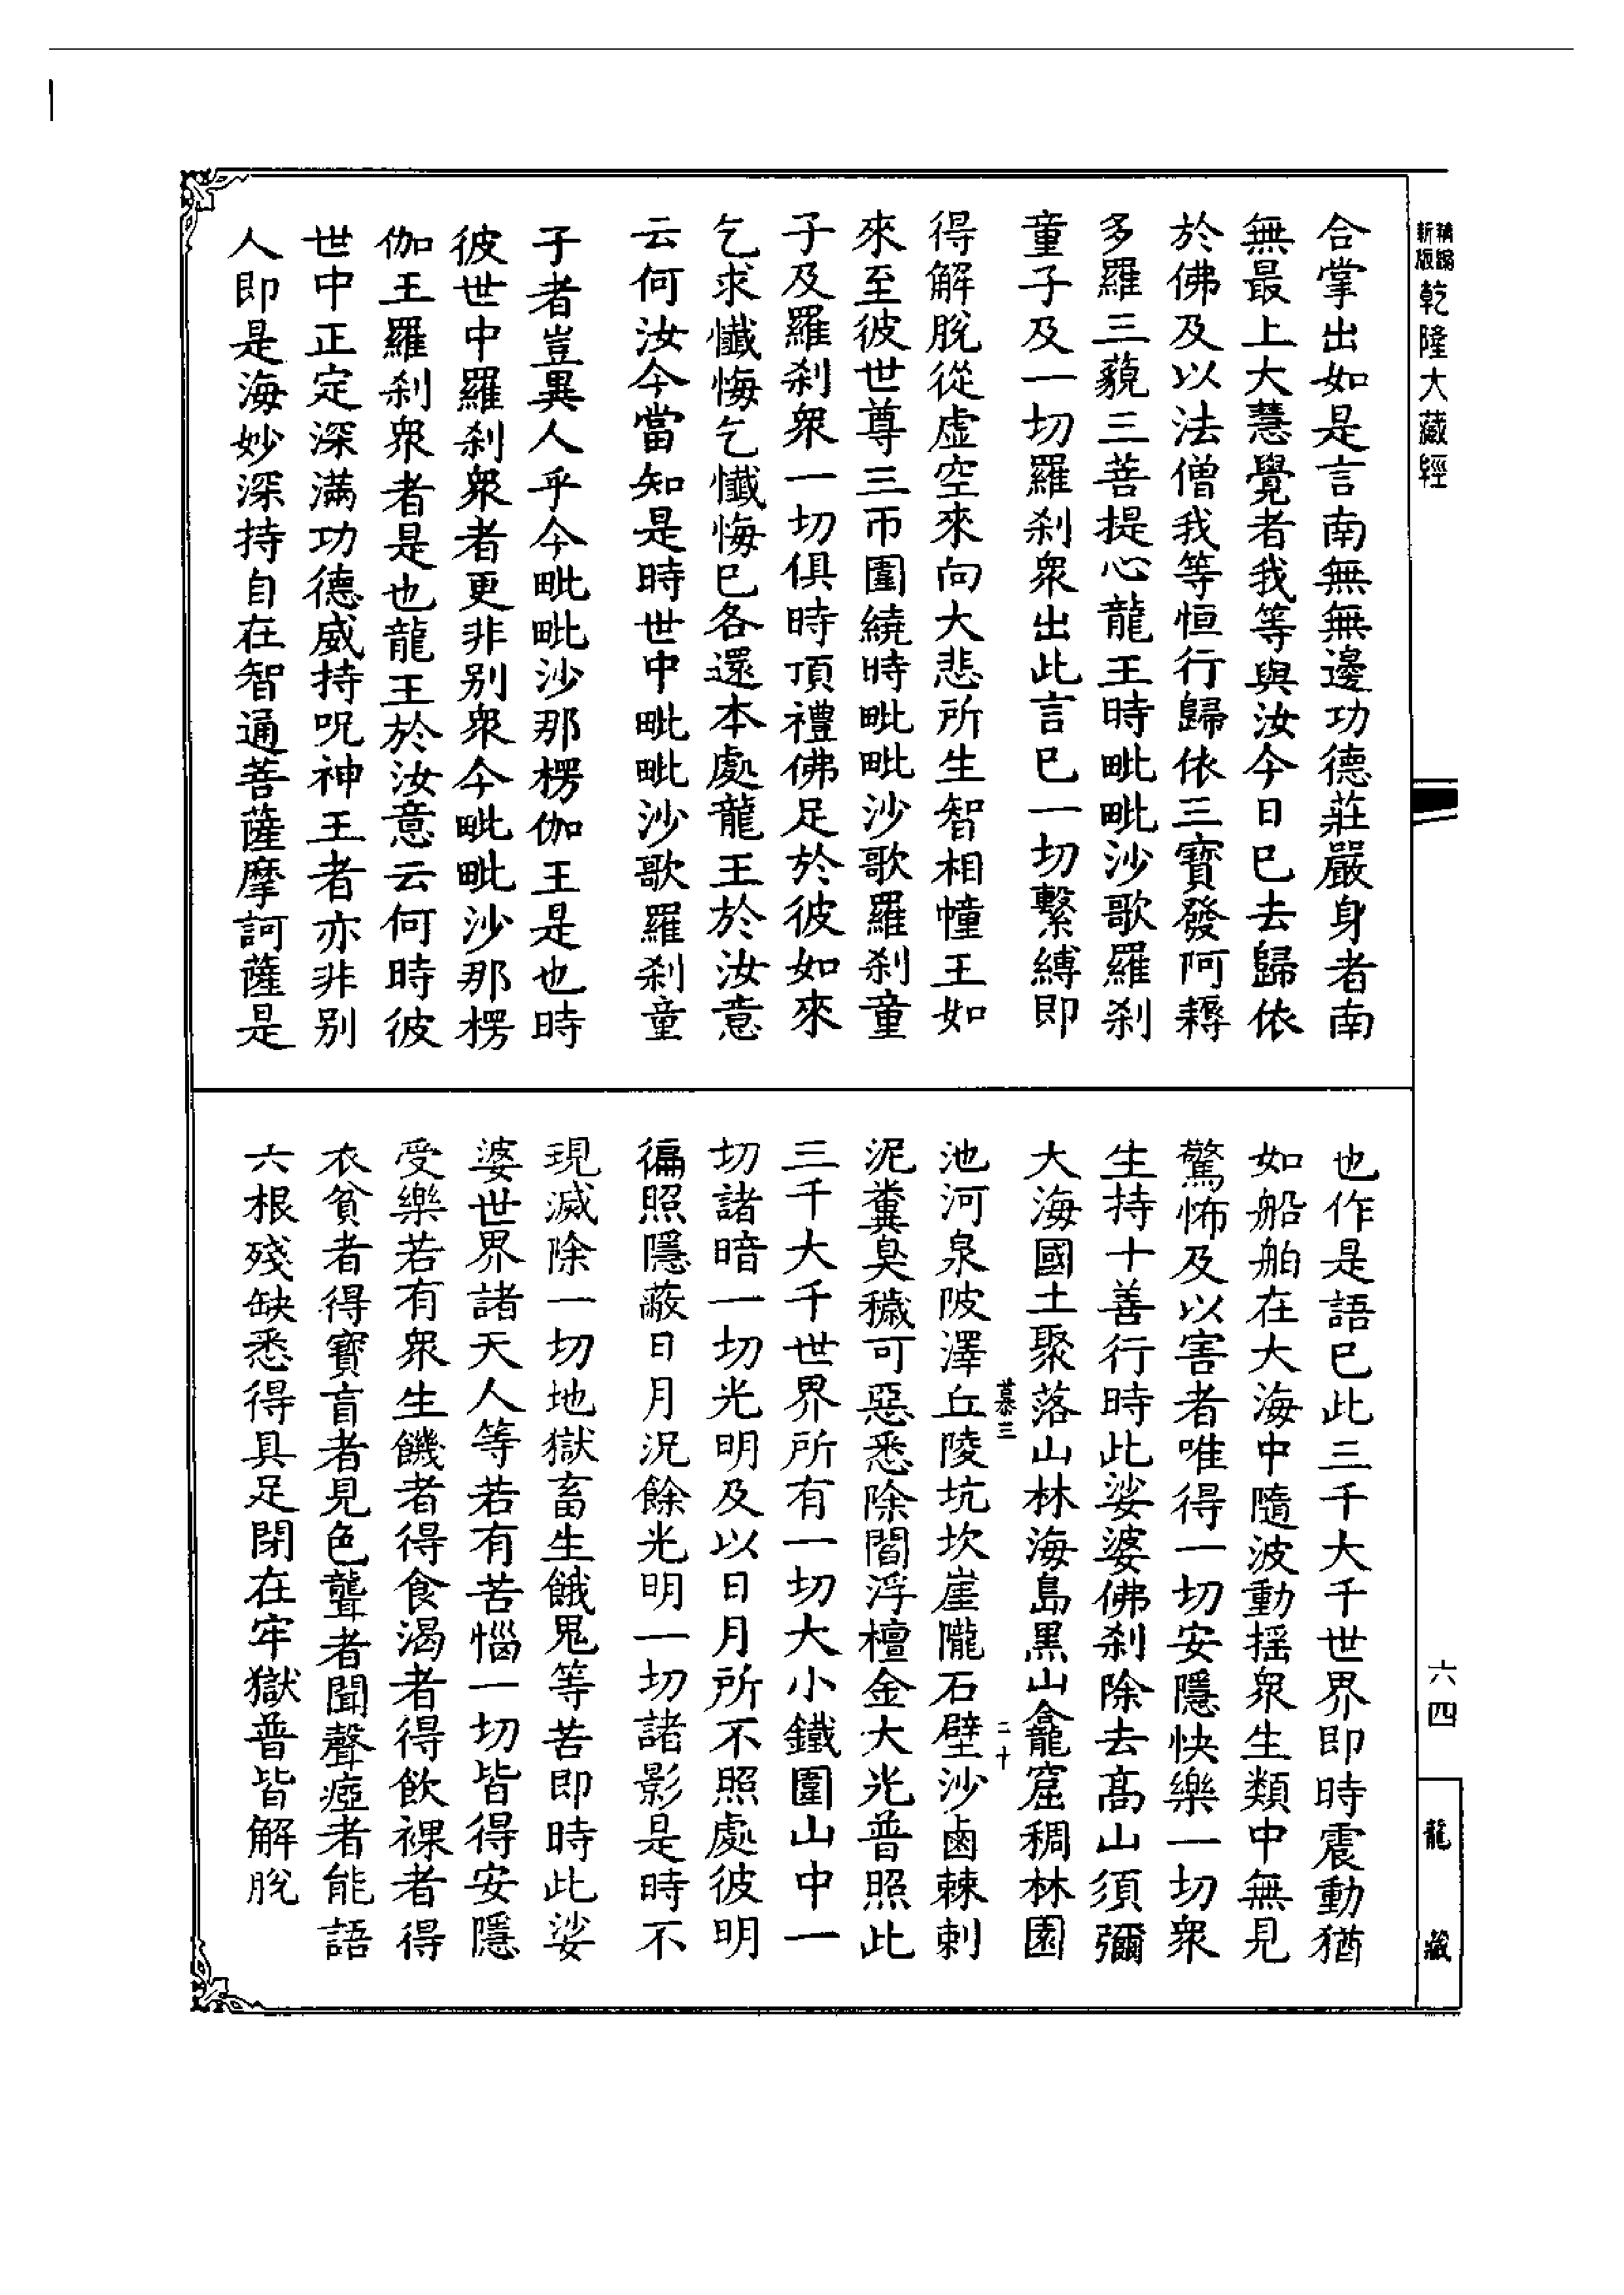 新版精縮乾隆大藏經
合掌出如是言南無無邊功德莊嚴身者南
無最上大慧覺者我等與汝今日已去歸依
於佛及以法僧我等恒行歸依三寶發阿耨
多羅三藐三菩提心龍王時毗毗沙歌羅刹
童子及一切羅刹衆出此言已一切繫縛即
得解脫從虛空來向大悲所生智相幢王如
來至彼世尊三帀圍繞時毗毗沙歌羅刹童
子及羅刹衆一切俱時頂禮佛足於彼如來
乞求懺悔乞懺悔已各還本處龍王於汝意
云何汝今當知是時世中毗毗沙歌羅刹童
子者豈異人乎今毗毗沙那楞伽王是也時
彼世中羅刹衆者更非别衆今毗毗沙那楞
伽王羅刹衆者是也龍王於汝意云何時彼
世中正定深滿功德威持呪神王者亦非别
人即是海妙深持自在智通菩薩摩訶薩是
也作是語已此三千大千世界即時震動猶
如船舶在大海中隨波動揺衆生類中無見
驚怖及以害者唯得一切安隱快樂一切衆
生持十善行時此娑婆佛刹除去高山須彌
大海國土聚落山林海島黑山龕窟稠林園
慕三
二十
池河泉陂澤丘陵坑坎崖隴石壁沙鹵棘刺
泥糞臭穢可惡悉除閻浮檀金大光普照此
三千大千世界所有一切大小鐵圍山中一
切諸暗一切光明及以日月所不照處彼明
徧照隱蔽日月況餘光明一切諸影是時不
現滅除一切地獄畜生餓鬼等苦即時此娑
婆世界諸天人等若有苦惱一切皆得安隱
受樂若有衆生饑者得食渴者得飲裸者得
衣貧者得寶盲者見色聾者聞聲瘂者能語
六根殘缺悉得具足閉在牢獄普皆解脫
六四
龍藏